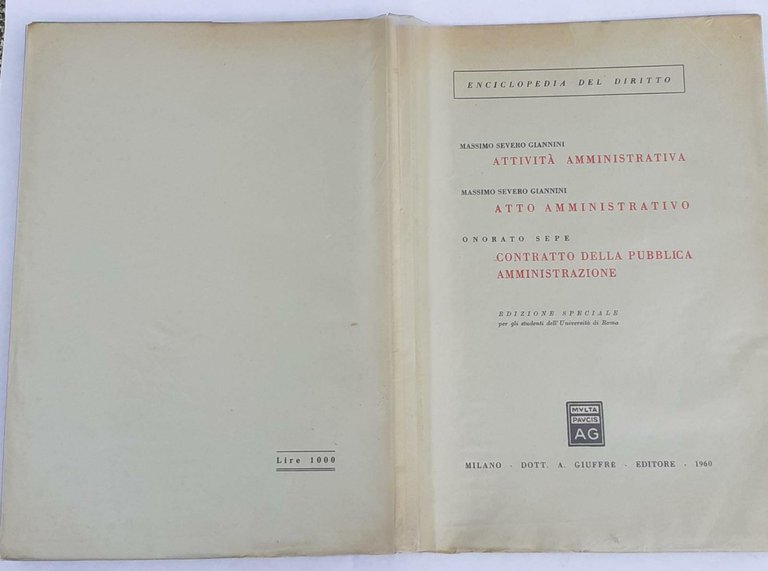 Lire 1000
ENCICLOPEDIA DEL DIRITTO
MASSIMO SEVERO GIANNINI
ATTIVITÀ AMMINISTRATIVA
MASSIMO SEVERO GIANNINI
ATTO AMMINISTRATIVO
ONORATO SEPE
CONTRATTO DELLA PUBBLICA
AMMINISTRAZIONE
EDIZIONE SPECIALE
per gli studenti dell'Università di Roma
MVLTA
PAVCIS
AG
MILANO - DOTT. A. GIUFFRÈ - EDITORE - 1960